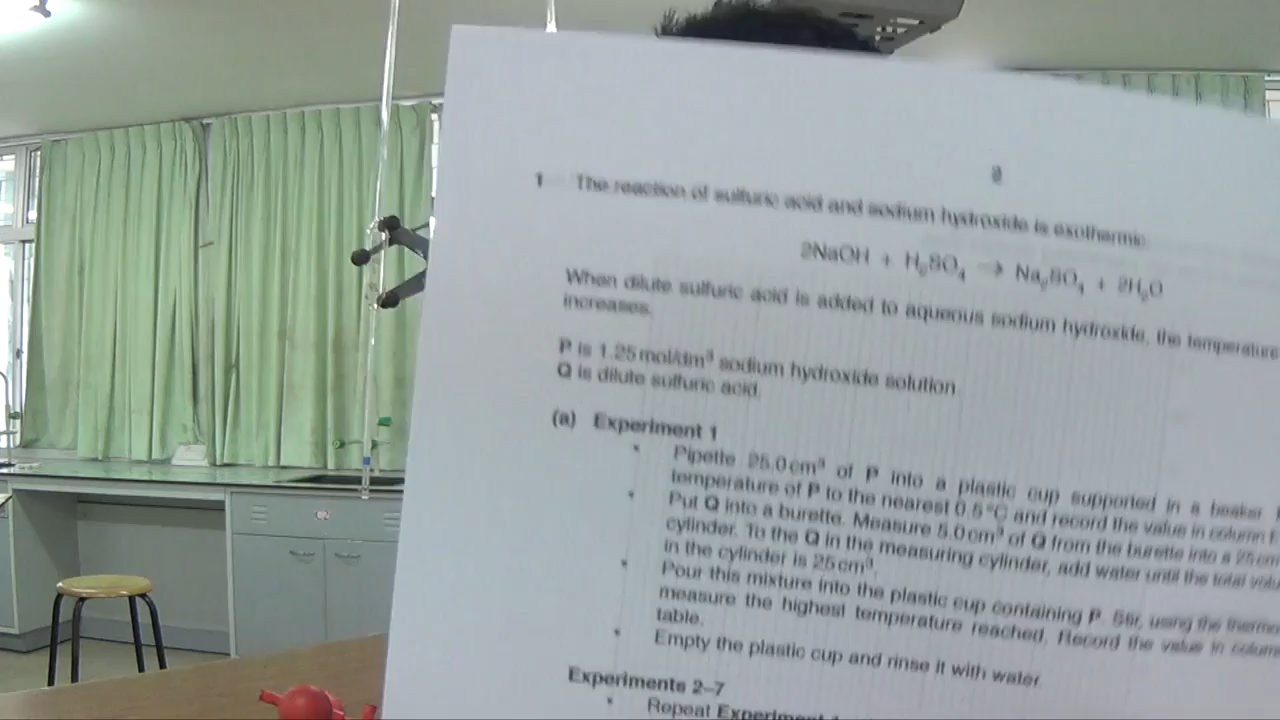 2
1 The reaction of sulfuric acid and sodium hydroxide is exothermic.
2NaOH + H₂SO₄ → Na₂SO₄ + 2H₂O
When dilute sulfuric acid is added to aqueous sodium hydroxide, the temperature
increases.
P is 1.25 mol/dm³ sodium hydroxide solution.
Q is dilute sulfuric acid.
(a) Experiment 1
• Pipette 25.0 cm³ of P into a plastic cup supported in a beaker.
temperature of P to the nearest 0.5 °C and record the value in column
• Put Q into a burette. Measure 5.0 cm³ of Q from the burette into a 25 cm
cylinder. To the Q in the measuring cylinder, add water until the total
in the cylinder is 25 cm³.
• Pour this mixture into the plastic cup containing P. Stir, using the
measure the highest temperature reached. Record the value in
table.
• Empty the plastic cup and rinse it with water.
Experiments 2–7
• Repeat Experiment